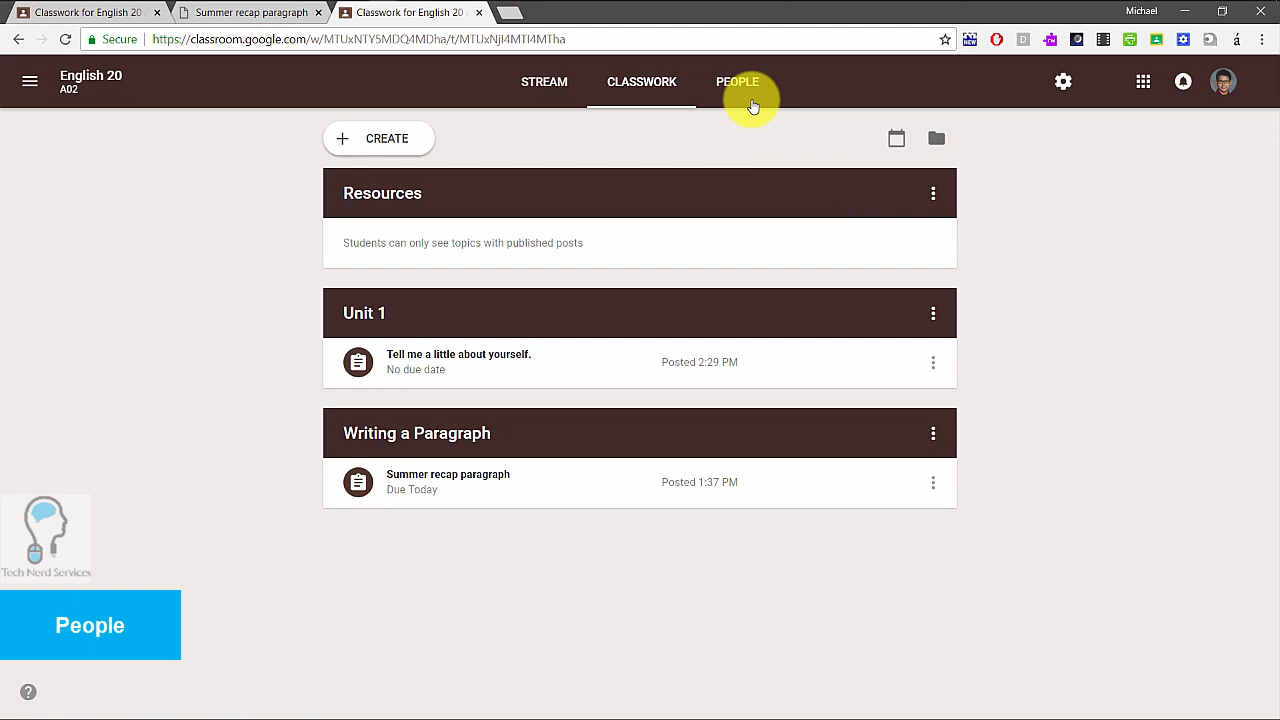 Classwork for English 20
Summer recap paragraph
Classwork for English 20
Michael
Secure
https://classroom.google.com/w/MTUxNTY5MDQ4MDha/t/MTUxNjI4MTI4MTha
English 20
A02
STREAM
CLASSWORK
PEOPLE
CREATE
Resources
Students can only see topics with published posts
Unit 1
Tell me a little about yourself.
Posted 2:29 PM
No due date
Writing a Paragraph
Summer recap paragraph
Posted 1:37 PM
Due Today
Tech Nerd Services
People